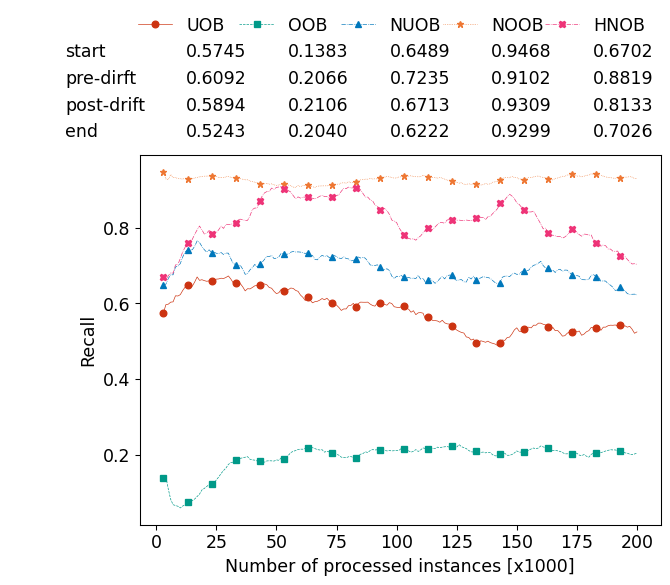 UOB OOB NUOB NOOB HNOB
start 0.5745 0.1383 0.6489 0.9468 0.6702
pre-dirft 0.6092 0.2066 0.7235 0.9102 0.8819
post-drift 0.5894 0.2106 0.6713 0.9309 0.8133
end 0.5243 0.2040 0.6222 0.9299 0.7026
0.8
0.6
0.4
0.2
Recall
0 25 50 75 100 125 150 175 200
Number of processed instances [x1000]